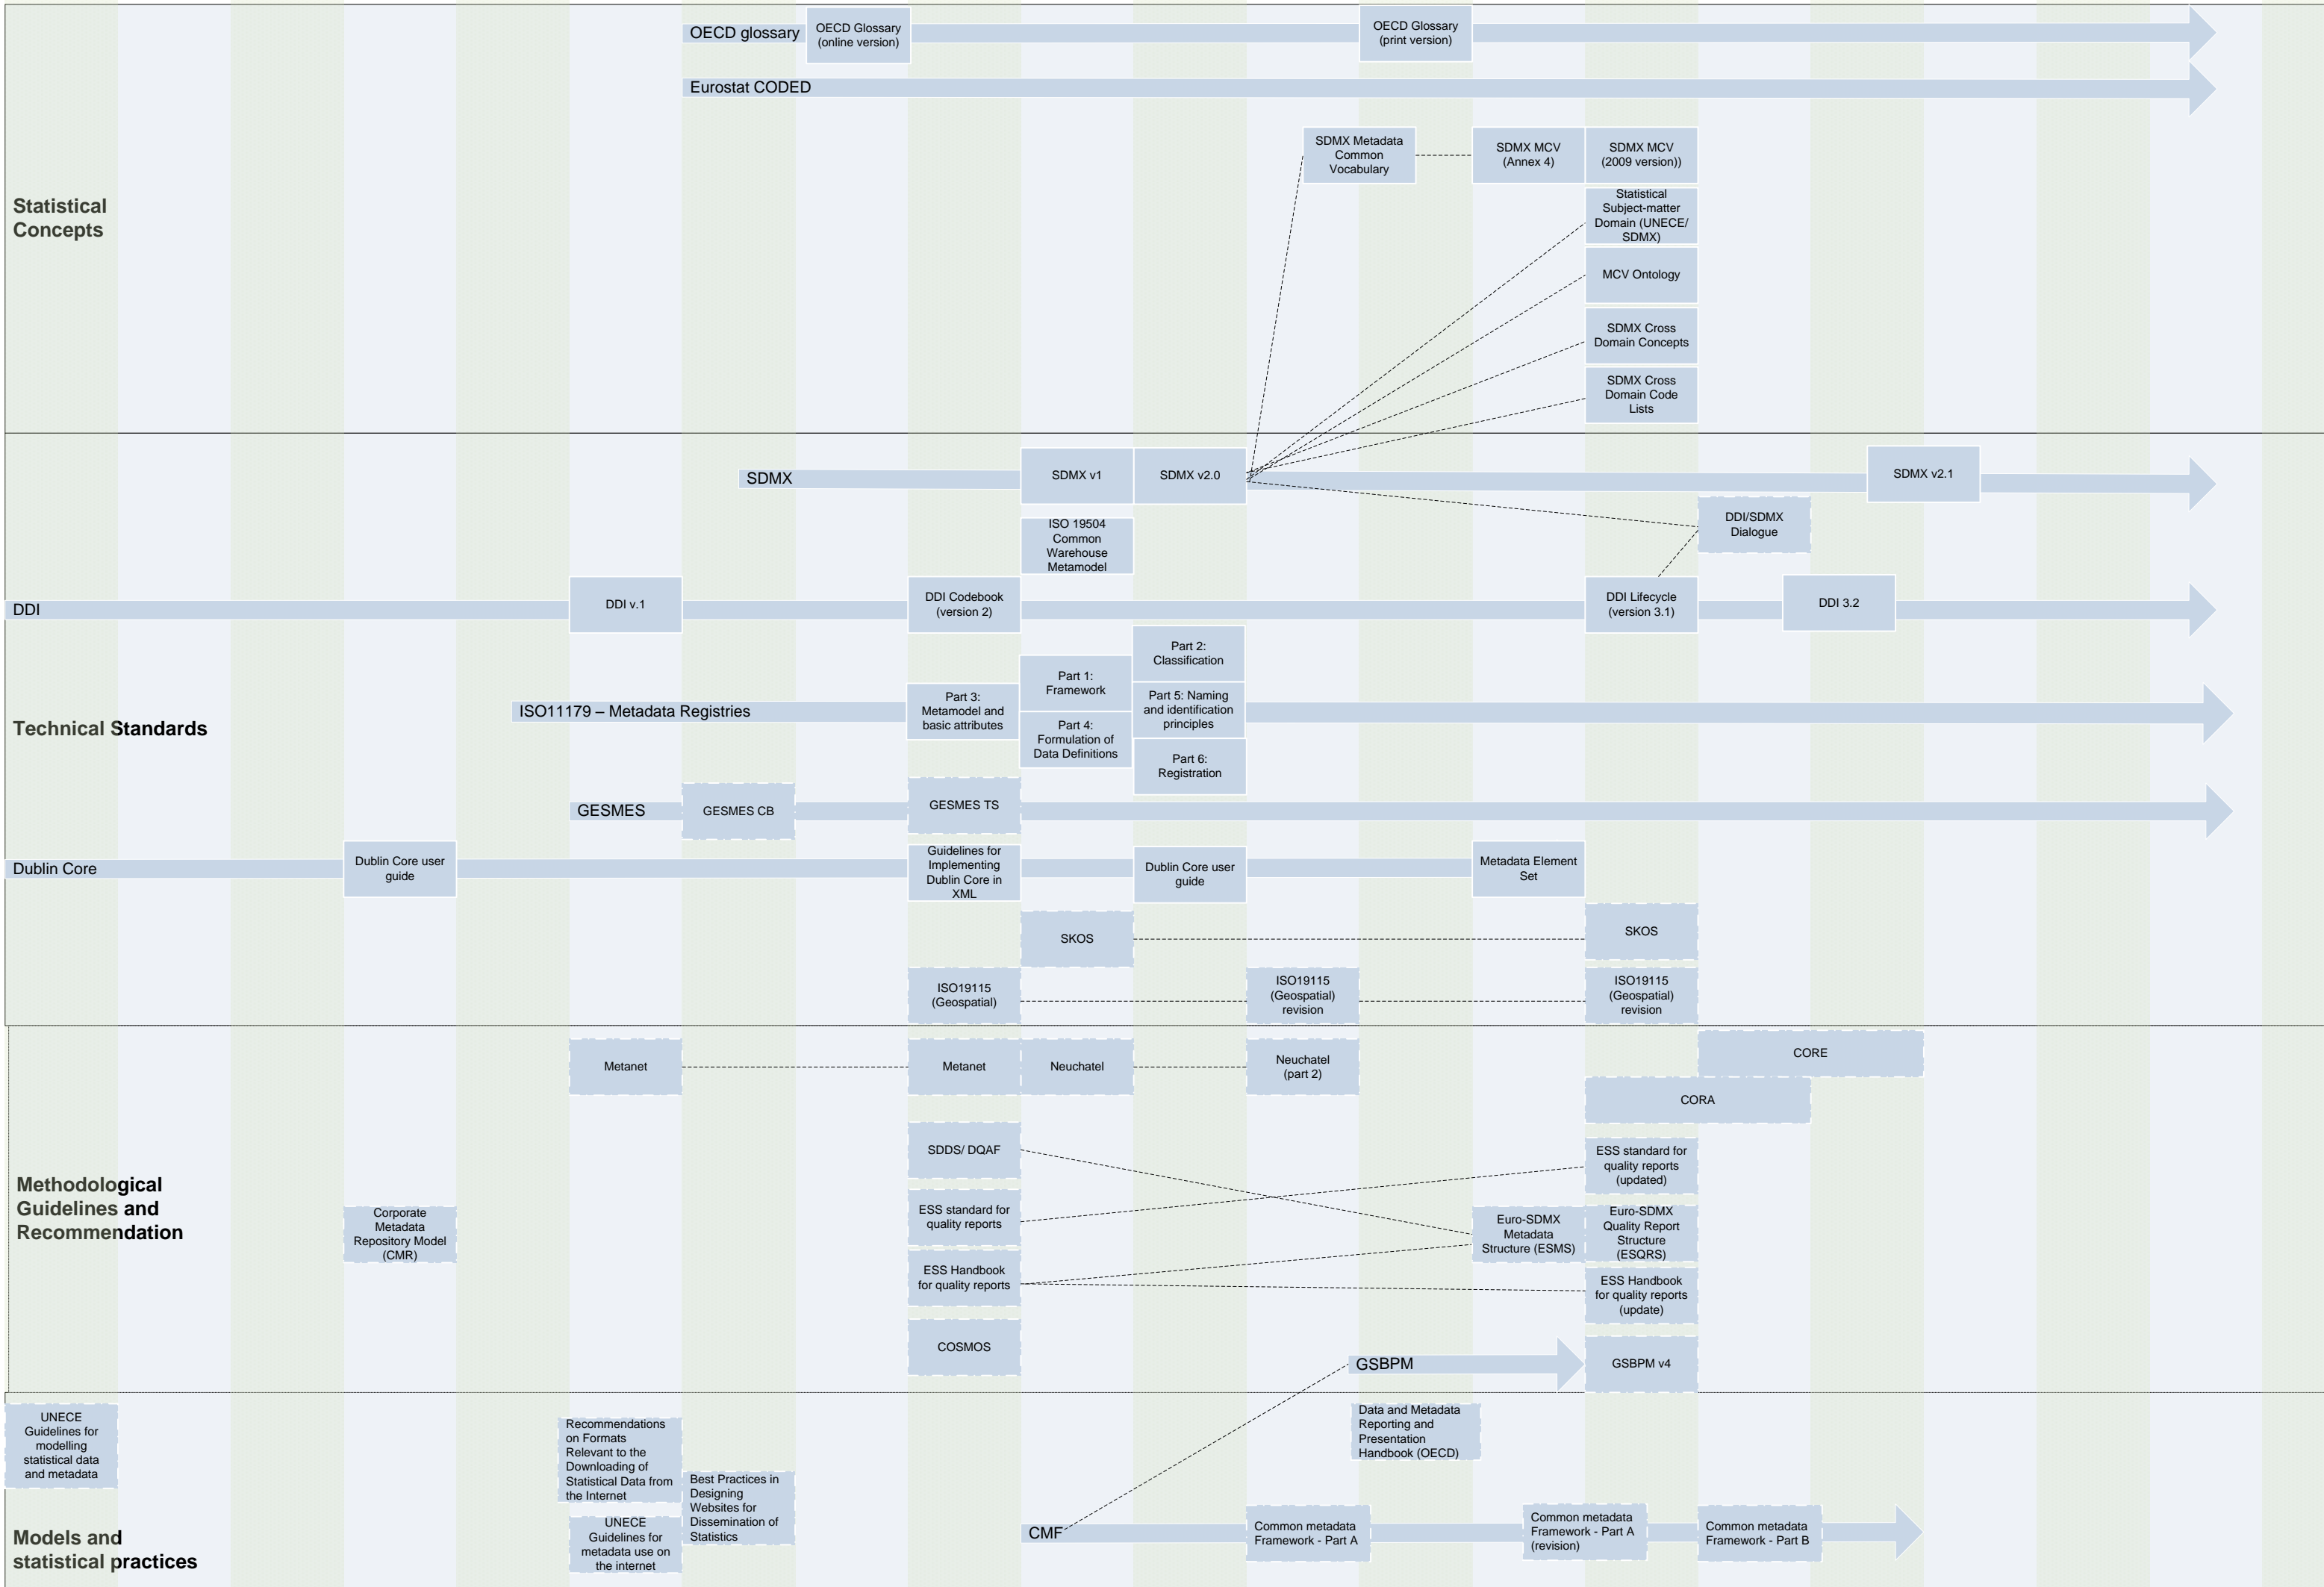 OECD glossary
OECD Glossary
(online version)
OECD Glossary
(print version)
Eurostat CODED
Statistical
Concepts
SDMX Metadata
Common
Vocabulary
SDMX MCV
(Annex 4)
SDMX MCV
(2009 version))
Statistical
Subject-matter
Domain (UNECE/
SDMX)
MCV Ontology
SDMX Cross
Domain Concepts
SDMX Cross
Domain Code
Lists
Technical Standards
SDMX
SDMX v1
SDMX v2.0
SDMX v2.1
DDI/SDMX
Dialogue
ISO 19504
Common
Warehouse
Metamodel
DDI
DDI v.1
DDI Codebook
(version 2)
DDI Lifecycle
(version 3.1)
DDI 3.2
ISO11179 – Metadata Registries
Part 3:
Metamodel and
basic attributes
Part 1:
Framework
Part 4:
Formulation of
Data Definitions
Part 2:
Classification
Part 5: Naming
and identification
principles
Part 6:
Registration
GESMES
GESMES CB
GESMES TS
Dublin Core
Dublin Core user
guide
Guidelines for
Implementing
Dublin Core in
XML
Dublin Core user
guide
Metadata Element
Set
SKOS
SKOS
ISO19115
(Geospatial)
ISO19115
(Geospatial)
revision
ISO19115
(Geospatial)
revision
Methodological
Guidelines and
Recommendation
Metanet
Metanet
Neuchatel
Neuchatel
(part 2)
CORE
CORA
SDDS/ DQAF
ESS standard for
quality reports
(updated)
ESS standard for
quality reports
Corporate
Metadata
Repository Model
(CMR)
Euro-SDMX
Metadata
Structure (ESMS)
Euro-SDMX
Quality Report
Structure
(ESQRS)
ESS Handbook
for quality reports
ESS Handbook
for quality reports
(update)
COSMOS
GSBPM
GSBPM v4
Models and
statistical practices
UNECE
Guidelines for
modelling
statistical data
and metadata
Recommendations
on Formats
Relevant to the
Downloading of
Statistical Data from
the Internet
Best Practices in
Designing
Websites for
Dissemination of
Statistics
UNECE
Guidelines for
metadata use on
the internet
Data and Metadata
Reporting and
Presentation
Handbook (OECD)
CMF
Common metadata
Framework - Part A
Common metadata
Framework - Part A
(revision)
Common metadata
Framework - Part B